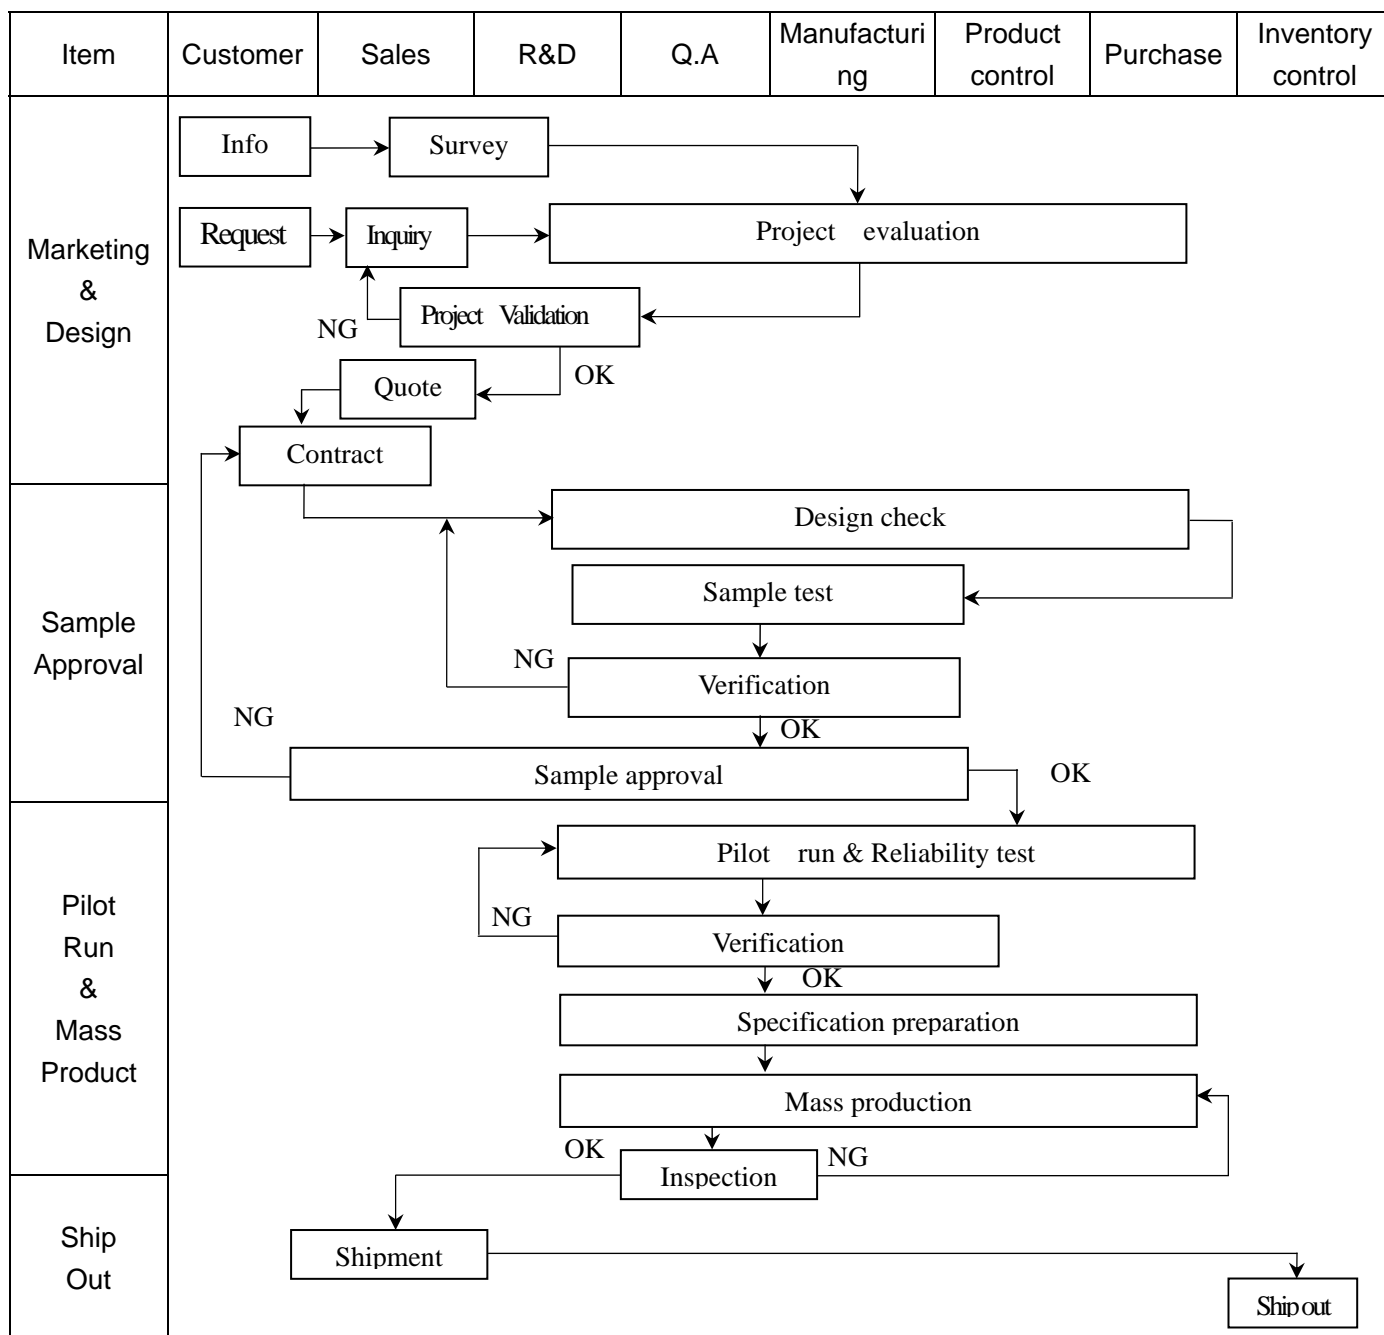 Item
Customer
Sales
R&D
Q.A
Manufacturi
ng
Product
control
Purchase
Inventory
control
Marketing
&
Design
Info
Survey
Request
Inquiry
Project evaluation
NG
Project Validation
OK
Quote
Contract
Sample
Approval
Design check
Sample test
NG
Verification
NG
OK
Sample approval
OK
Pilot
Run
&
Mass
Product
Pilot run & Reliability test
NG
Verification
OK
Specification preparation
Mass production
OK
Inspection
NG
Ship
Out
Shipment
Ship out